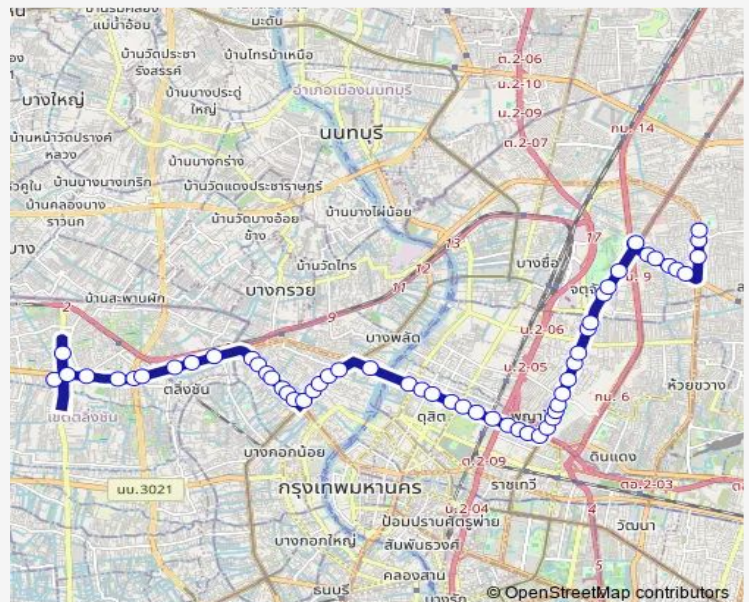 แม่น้ำอ้อม
มะดัน
บ้านวัดประชา
รังสรรค์
บ้านโทรม้าเหนือ
ต.2-06
น.2-10
น.2-09
ต.2-07
บางใหญ่
บ้านบางประดู่
ใหญ่
อำเภอเมืองนนทบุรี
นนทบุรี
กม. 14
บ้านหน้าวัดปรางค์
หลวง
บ้านบางกร่าง
บ้านบางนางเกริก
บ้านวัดแดงประชาราษฎร์
บ้านคลองบาง
ราวนก
บ้านวัดบางอ้อย
ช้าง
บ้านบางไผ่น้อย
17
13
12
11
9
2
บ้านวัดไทร
บางซื่อ
บางกรวย
บ้านสะพานผัก
น.2-06
บางพลัด
น.2-05
กม. 6
ห้วยขวาง
ตลิ่งชัน
เขตตลิ่งชัน
ดุสิต
บางกอกน้อย
ดินแดง
ต.2-09
ราชเทวี
ดอ.2-03
นบ.3021
กรุงเทพมหานคร
น.2-04
4
ป้อมปราบศัตรูพ่าย
สัมพันธวงศ์
วัฒนา
บางกอกใหญ่
คลองสาน
5
ธนบุรี
บางรัก
© OpenStreetMap contributors